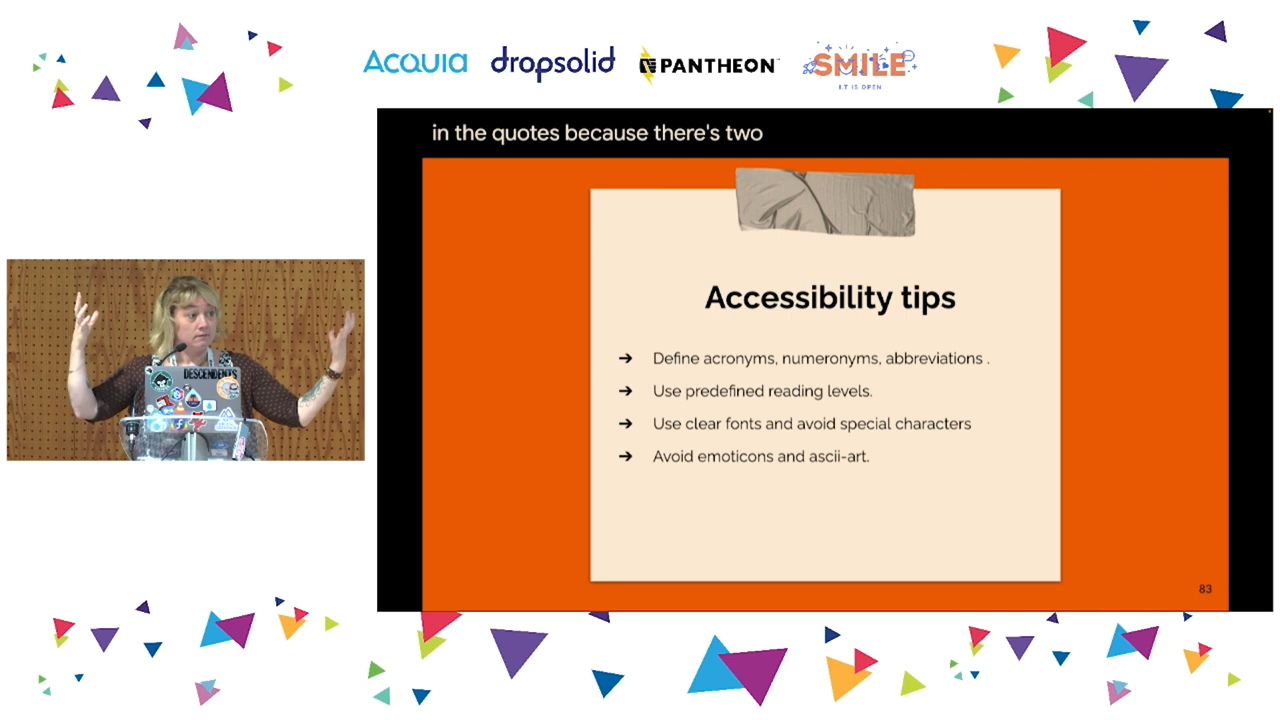 ACQUIA dropsolid PANTHEON SMILE
I.T IS OPEN
in the quotes because there's two
Accessibility tips
➔ Define acronyms, numeronyms, abbreviations .
➔ Use predefined reading levels.
➔ Use clear fonts and avoid special characters
➔ Avoid emoticons and ascii-art.
83
DESCENDENTS